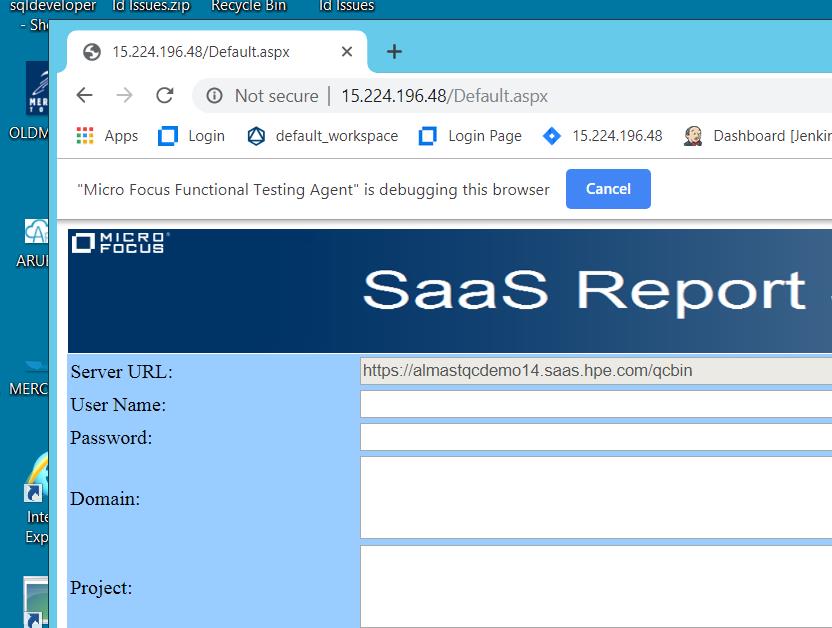 sqldeveloper
- Sho
Id Issues.zip
Recycle Bin
Id Issues
MER
OLDM
ARU
MERC
Inte
Exp
15.224.196.48/Default.aspx
Not secure | 15.224.196.48/Default.aspx
Apps Login default_workspace Login Page 15.224.196.48 Dashboard [Jenkin
"Micro Focus Functional Testing Agent" is debugging this browser Cancel
MICRO
FOCUS
SaaS Report
Server URL: https://almastqcdemo14.saas.hpe.com/qcbin
User Name:
Password:
Domain:
Project: